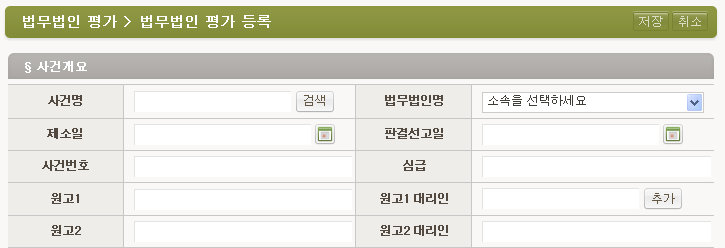 법무법인 평가 > 법무법인 평가 등록 저장 취소
§ 사건개요
사건명 검색 법무법인명 소속을 선택하세요
제소일 판결선고일
사건번호 심급
원고1 원고1 대리인 추가
원고2 원고2 대리인